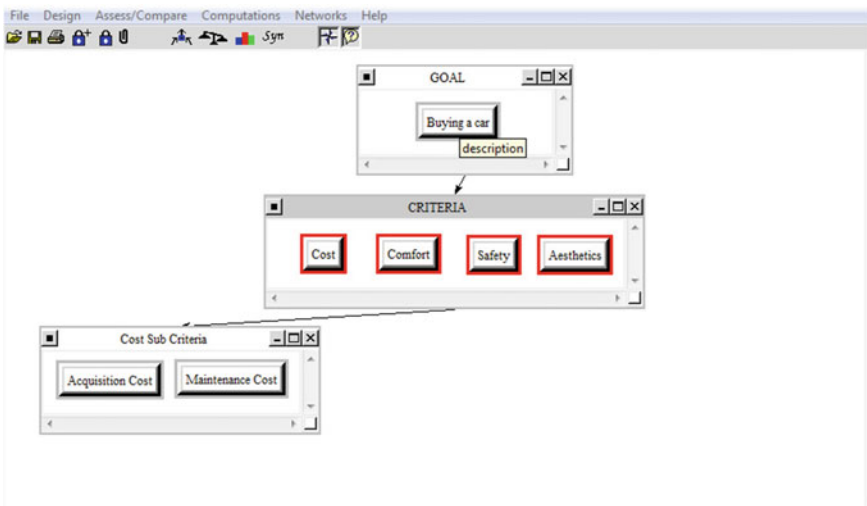 File Design Assess/Compare Computations Networks Help
Syn
GOAL
Buying a car
description
CRITERIA
Cost Comfort Safety Aesthetics
Cost Sub Criteria
Acquisition Cost Maintenance Cost